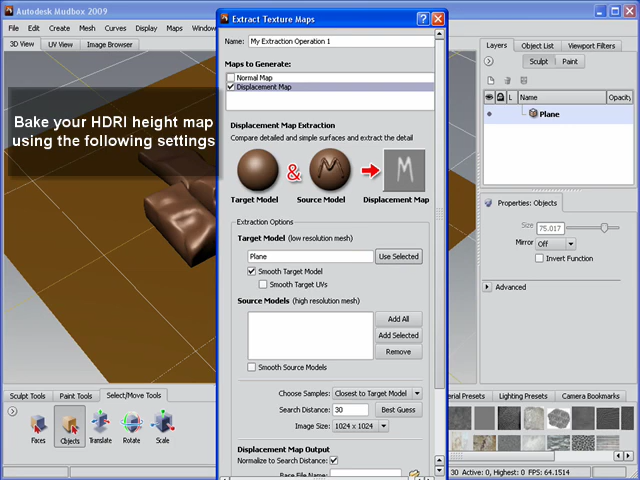 Autodesk Mudbox 2009
File Edit Create Mesh Curves Display Maps Window
3D View UV View Image Browser
Bake your HDRI height map
using the following settings
Extract Texture Maps
Name: My Extraction Operation 1
Maps to Generate:
Normal Map
Displacement Map
Displacement Map Extraction
Compare detailed and simple surfaces and extract the detail
&
Target Model Source Model Displacement Map
Extraction Options
Target Model (low resolution mesh)
Plane Use Selected
Smooth Target Model
Smooth Target UVs
Source Models (high resolution mesh)
Add All
Add Selected
Remove
Smooth Source Models
Choose Samples: Closest to Target Model
Search Distance: 30 Best Guess
Image Size: 1024 x 1024
Displacement Map Output
Normalize to Search Distance:
Base File Name:
Layers Object List Viewport Filters
Sculpt Paint
L Name Opacity
Plane
Properties: Objects
Size 75.017
Mirror Off
Invert Function
Advanced
Sculpt Tools Paint Tools Select/Move Tools
Faces Objects Translate Rotate Scale
Presets Lighting Presets Camera Bookmarks
30 Active: 0, Highest: 0 FPS: 64.1514